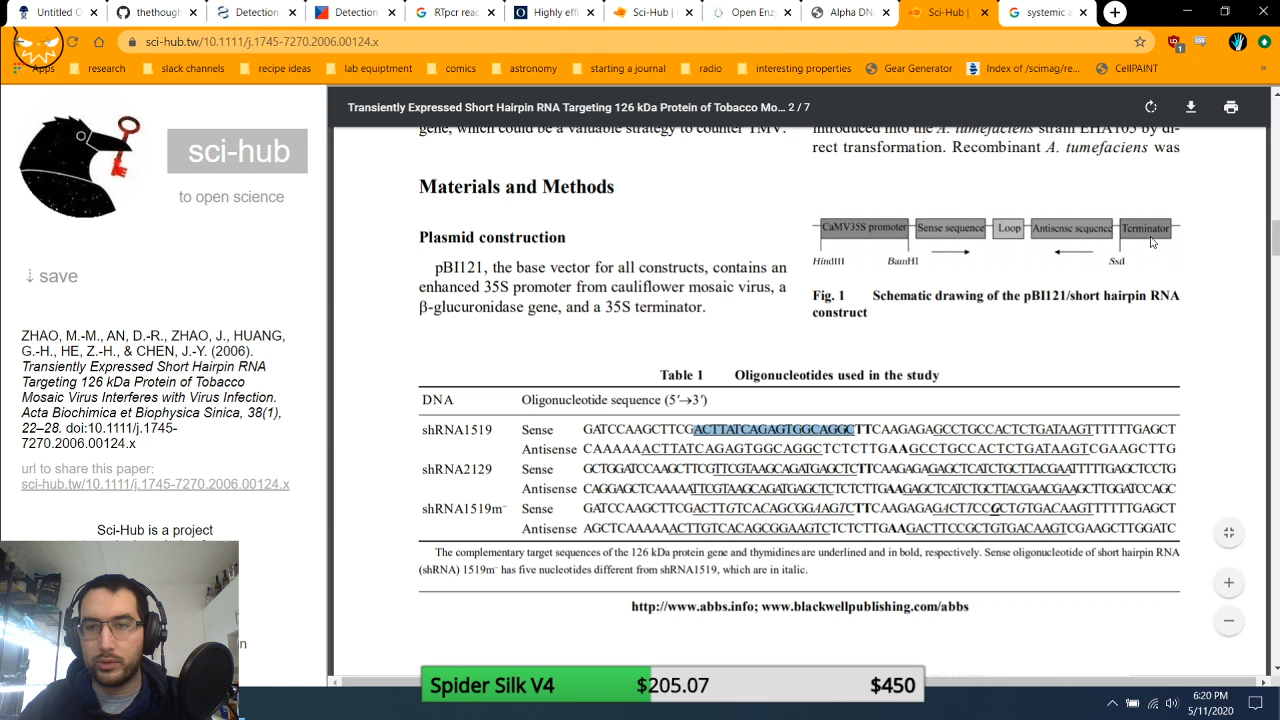 Untitled O
thethough
Detection
Detection
RTpcr reac
Highly effi
Sci-Hub |
Open Enzy
Alpha DNA
Sci-Hub |
systemic a
sci-hub.tw/10.1111/j.1745-7270.2006.00124.x
Apps
research
slack channels
recipe ideas
lab equiptment
comics
astronomy
starting a journal
radio
interesting properties
Gear Generator
Index of /scimag/re...
CellPAINT
sci-hub
to open science
↓ save
ZHAO, M.-M., AN, D.-R., ZHAO, J., HUANG,
G.-H., HE, Z.-H., & CHEN, J.-Y. (2006).
Transiently Expressed Short Hairpin RNA
Targeting 126 kDa Protein of Tobacco
Mosaic Virus Interferes with Virus Infection.
Acta Biochimica et Biophysica Sinica, 38(1),
22–28. doi:10.1111/j.1745-
7270.2006.00124.x
url to share this paper:
sci-hub.tw/10.1111/j.1745-7270.2006.00124.x
Sci-Hub is a project
Transiently Expressed Short Hairpin RNA Targeting 126 kDa Protein of Tobacco Mo... 2 / 7
gene, which could be a valuable strategy to counter TMV.
Materials and Methods
Plasmid construction
pBI121, the base vector for all constructs, contains an
enhanced 35S promoter from cauliflower mosaic virus, a
β-glucuronidase gene, and a 35S terminator.
introduced into the A. tumefaciens strain EHA105 by di-
rect transformation. Recombinant A. tumefaciens was
CaMV35S promoter Sense sequence Loop Antisense sequence Terminator
HindIII BamHI SstI
Fig. 1 Schematic drawing of the pBI121/short hairpin RNA
construct
Table 1 Oligonucleotides used in the study
DNA Oligonucleotide sequence (5′→3′)
shRNA1519 Sense GATCCAAGCTTCGACTTATCAGAGTGGCAGGCTTCAAGAGAGCCTGCCACTCTGATAAGTTTTTTGAGCT
Antisense CAAAAAACTTATCAGAGTGGCAGGCTCTCTTGAAGCCTGCCACTCTGATAAGTCGAAGCTTG
shRNA2129 Sense GCTGGATCCAAGCTTCGTTCGTAAGCAGATGAGCTCTTCAAGAGAGAGCTCATCTGCTTACGAATTTTTGAGCTCCTG
Antisense CAGGAGCTCAAAAATTCGTAAGCAGATGAGCTCTCTCTTGAAGAGCTCATCTGCTTACGAACGAAGCTTGGATCCAGC
shRNA1519m⁻ Sense GATCCAAGCTTCGACTTGTCACAGCGGAAGTCTTCAAGAGAGACTTCCGCTGTGACAAGTTTTTTGAGCT
Antisense AGCTCAAAAAACTTGTCACAGCGGAAGTCTCTCTTGAAGACTTCCGCTGTGACAAGTCGAAGCTTGGATC
The complementary target sequences of the 126 kDa protein gene and thymidines are underlined and in bold, respectively. Sense oligonucleotide of short hairpin RNA
(shRNA) 1519m⁻ has five nucleotides different from shRNA1519, which are in italic.
http://www.abbs.info; www.blackwellpublishing.com/abbs
Spider Silk V4 $205.07 $450
6:20 PM
5/11/2020